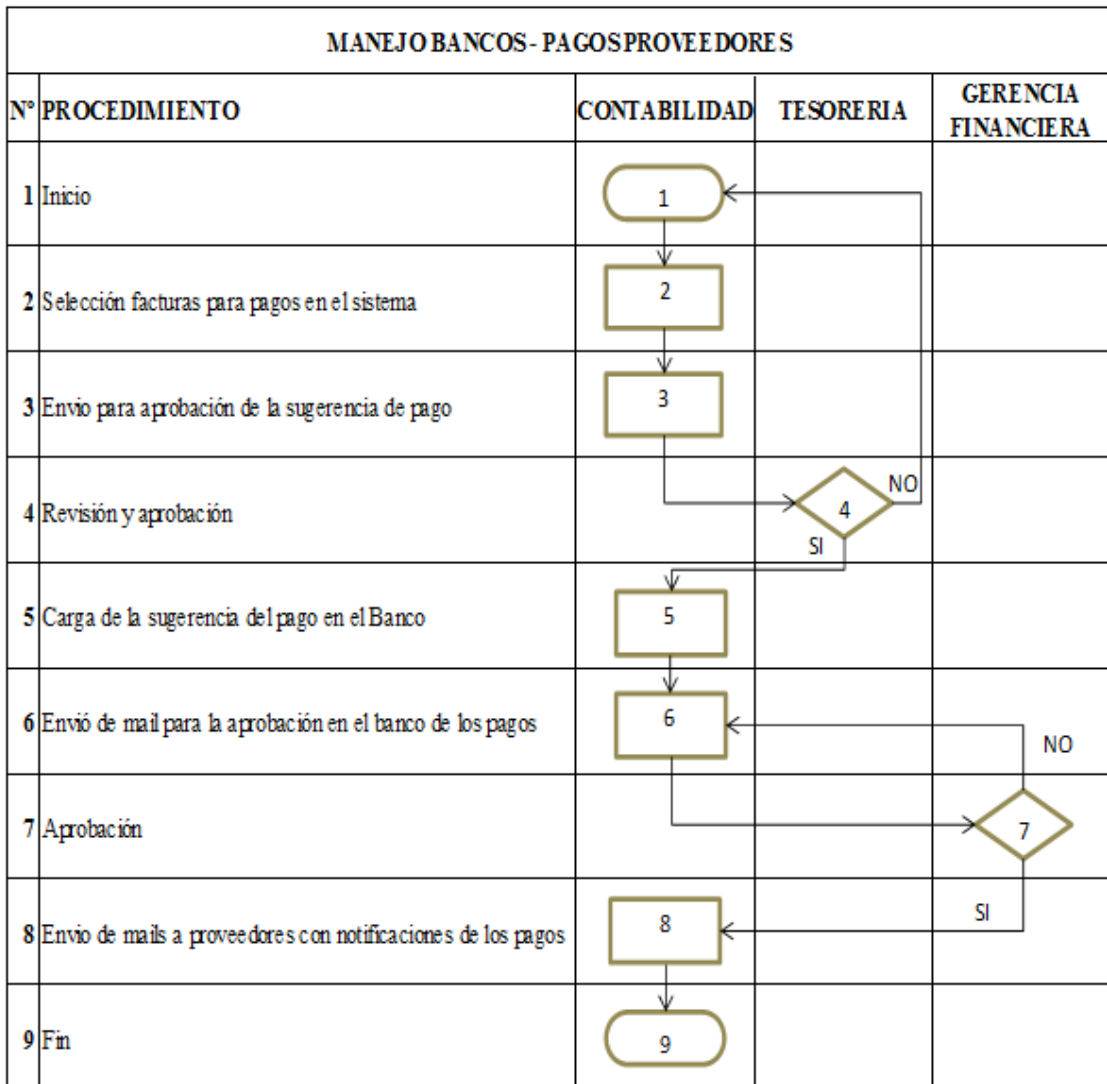 MANEJO BANCOS - PAGOS PROVEEDORES
N° PROCEDIMIENTO CONTABILIDAD TESORERIA GERENCIA FINANCIERA
1 Inicio 1
2 Selección facturas para pagos en el sistema 2
3 Envio para aprobación de la sugerencia de pago 3
4 Revisión y aprobación 4 NO
SI
5 Carga de la sugerencia del pago en el Banco 5
6 Envió de mail para la aprobación en el banco de los pagos 6
NO
7 Aprobación 7
SI
8 Envio de mails a proveedores con notificaciones de los pagos 8
9 Fin 9